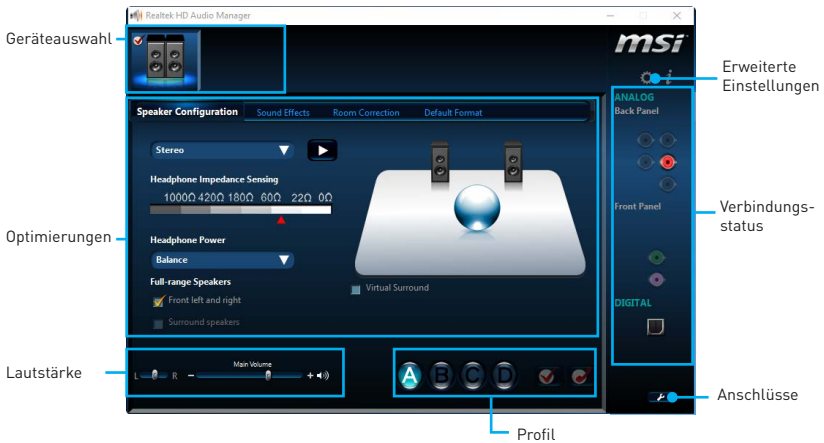 Realtek HD Audio Manager
Geräteauswahl
msi
Erweiterte
Einstellungen
ANALOG
Back Panel
Speaker Configuration Sound Effects Room Correction Default Format
Stereo
Headphone Impedance Sensing
1000Ω 420Ω 180Ω 60Ω 22Ω 0Ω
Front Panel
Verbindungs-
status
Optimierungen
Headphone Power
Balance
Full-range Speakers
Front left and right
Surround speakers
Virtual Surround
DIGITAL
Lautstärke
Main Volume
L R - +
A B C D
Anschlüsse
Profil